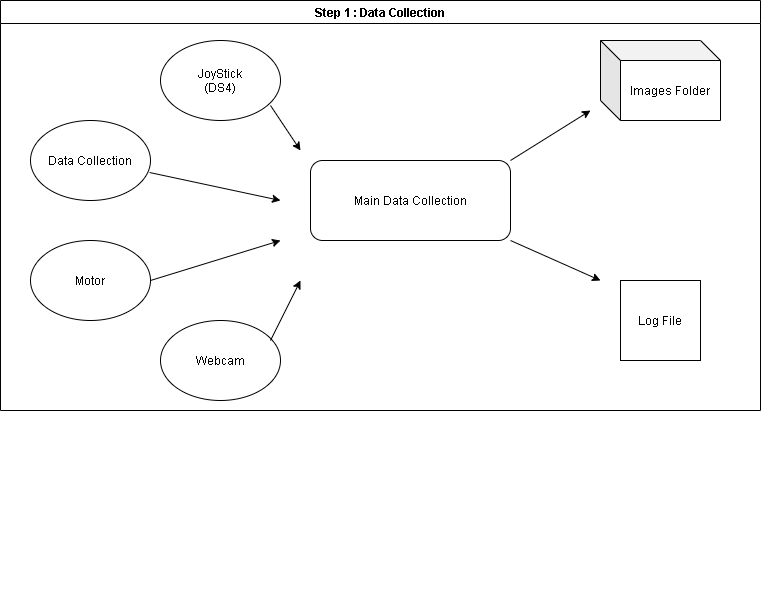 Step 1 : Data Collection
JoyStick
(DS4)
Images Folder
Data Collection
Main Data Collection
Motor
Log File
Webcam